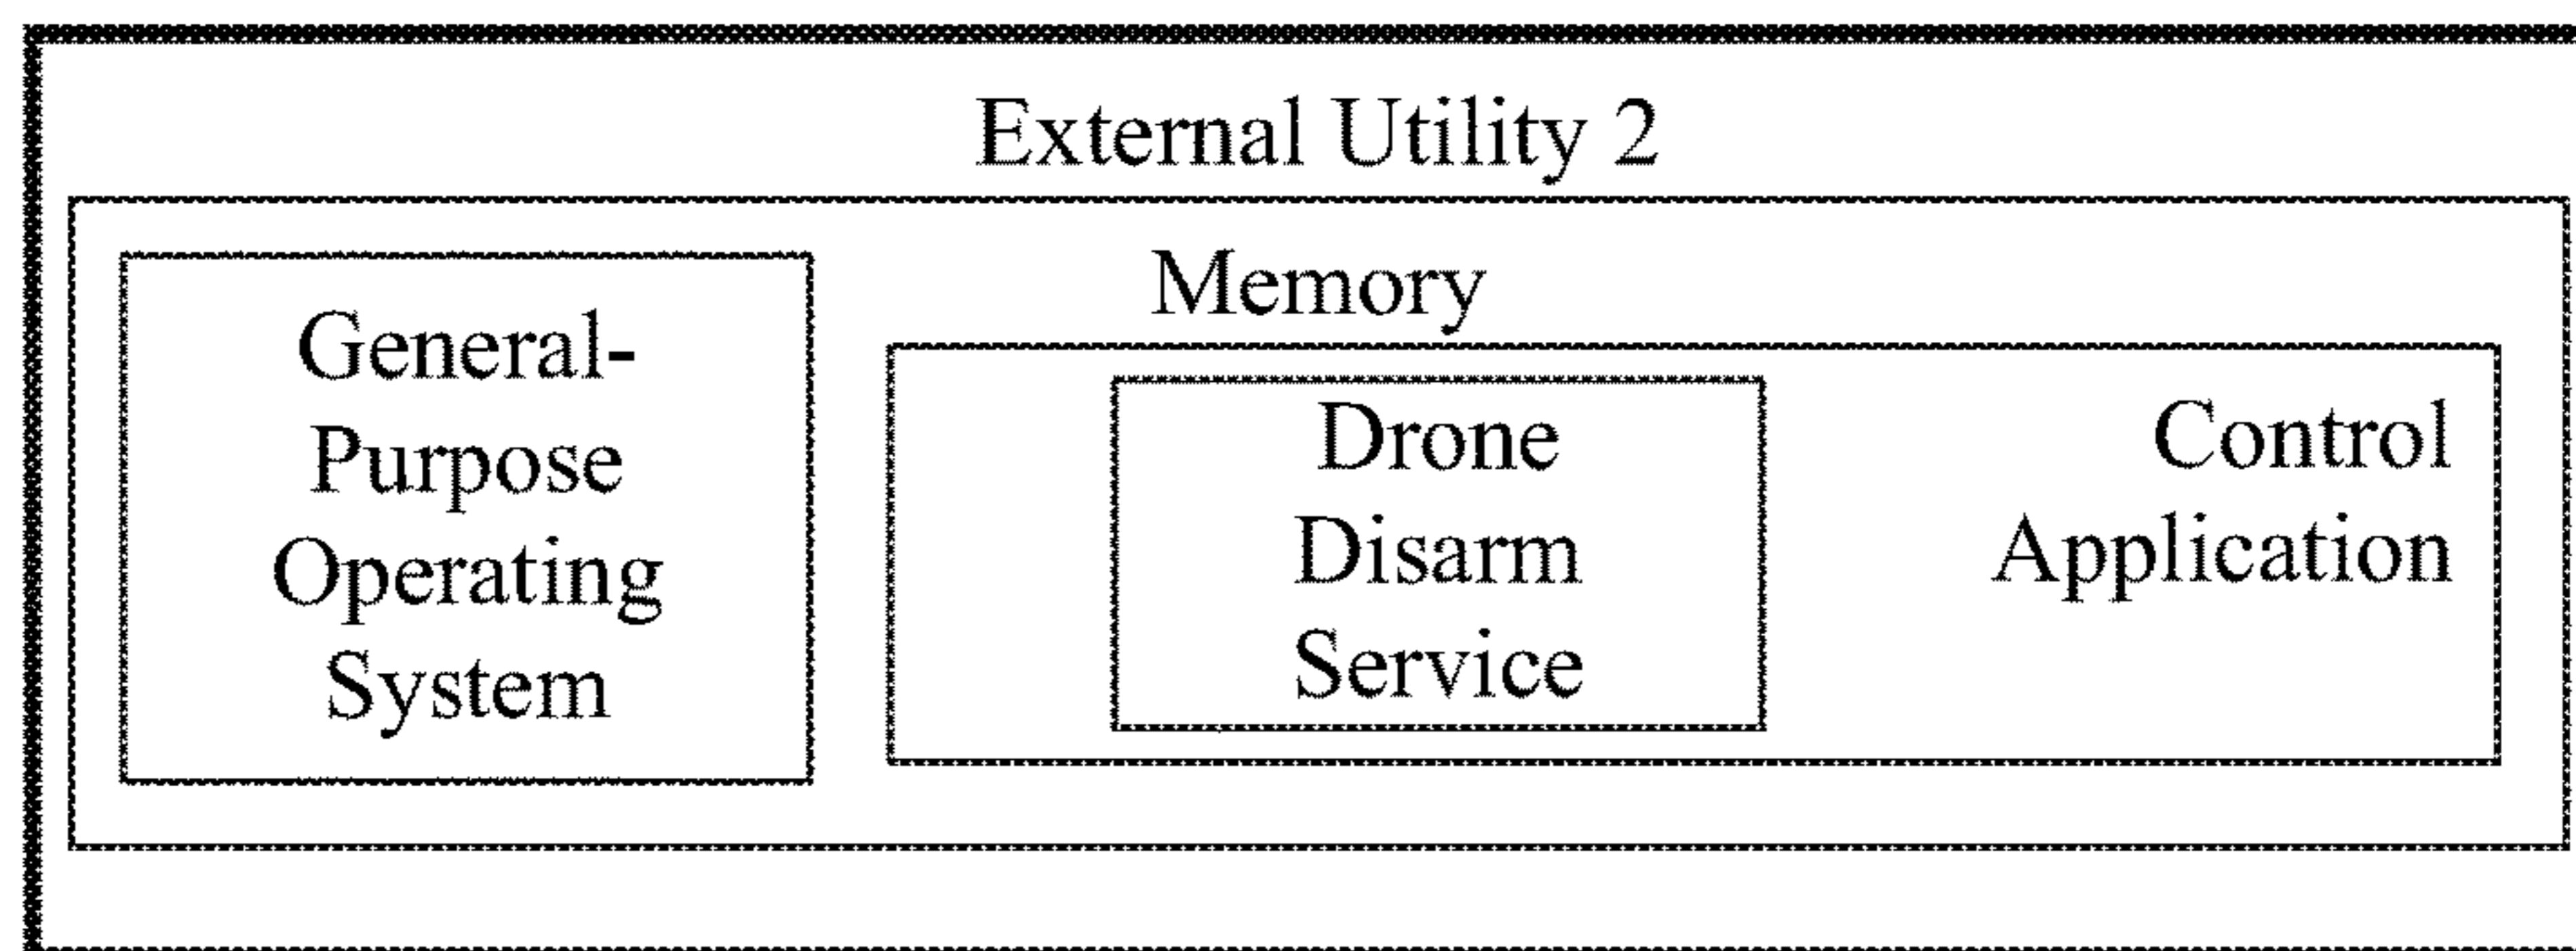 External Utility 2
Memory
General-
Purpose
Operating
System
Drone
Disarm
Service
Control
Application